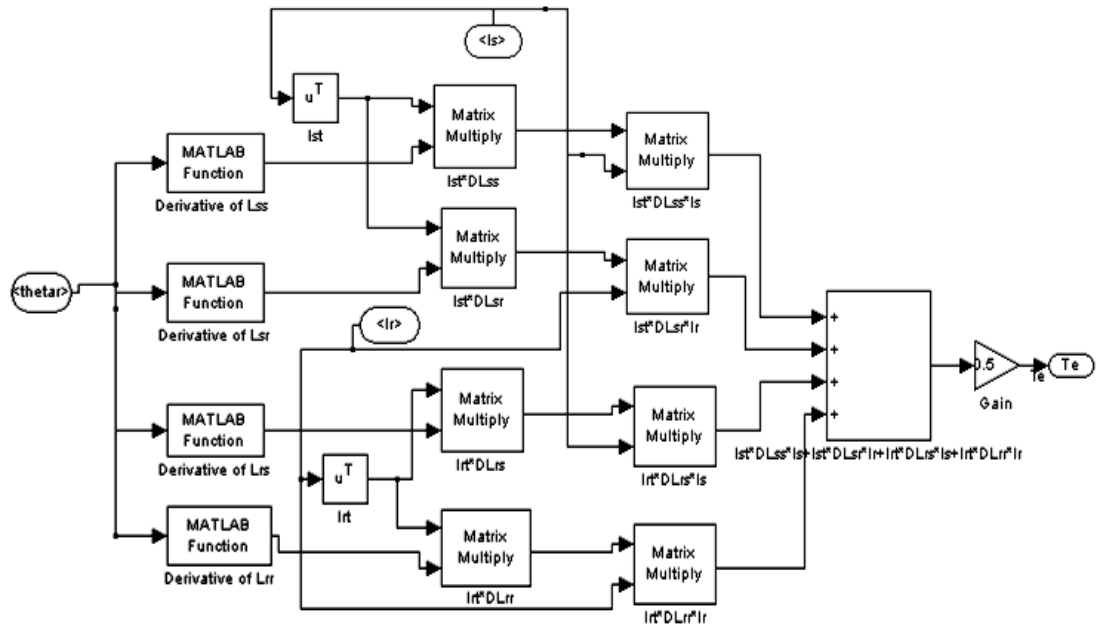 <Is>
u^T
Ist
MATLAB
Function
Derivative of Lss
Matrix
Multiply
Ist*DLss
Matrix
Multiply
Ist*DLss*Is
<thetar>
MATLAB
Function
Derivative of Lsr
Matrix
Multiply
Ist*DLsr
Matrix
Multiply
Ist*DLsr*Ir
<Ir>
+
+
+
+
Ist*DLss*Is+Ist*DLsr*Ir+Irt*DLrs*Is+Irt*DLrr*Ir
0.5
Gain
Te
Te
MATLAB
Function
Derivative of Lrs
Matrix
Multiply
Irt*DLrs
Matrix
Multiply
Irt*DLrs*Is
u^T
Irt
MATLAB
Function
Derivative of Lrr
Matrix
Multiply
Irt*DLrr
Matrix
Multiply
Irt*DLrr*Ir